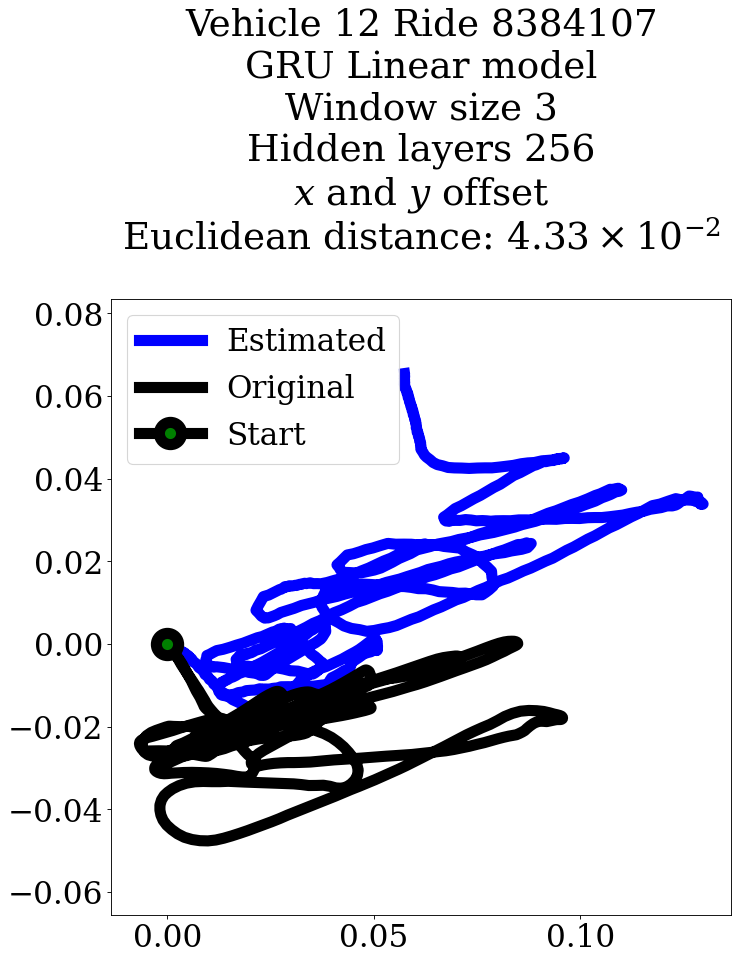 Vehicle 12 Ride 8384107
GRU Linear model
Window size 3
Hidden layers 256
x and y offset
Euclidean distance: 4.33 × 10⁻²
0.08
0.06
0.04
0.02
0.00
−0.02
−0.04
−0.06
Estimated
Original
Start
0.00 0.05 0.10